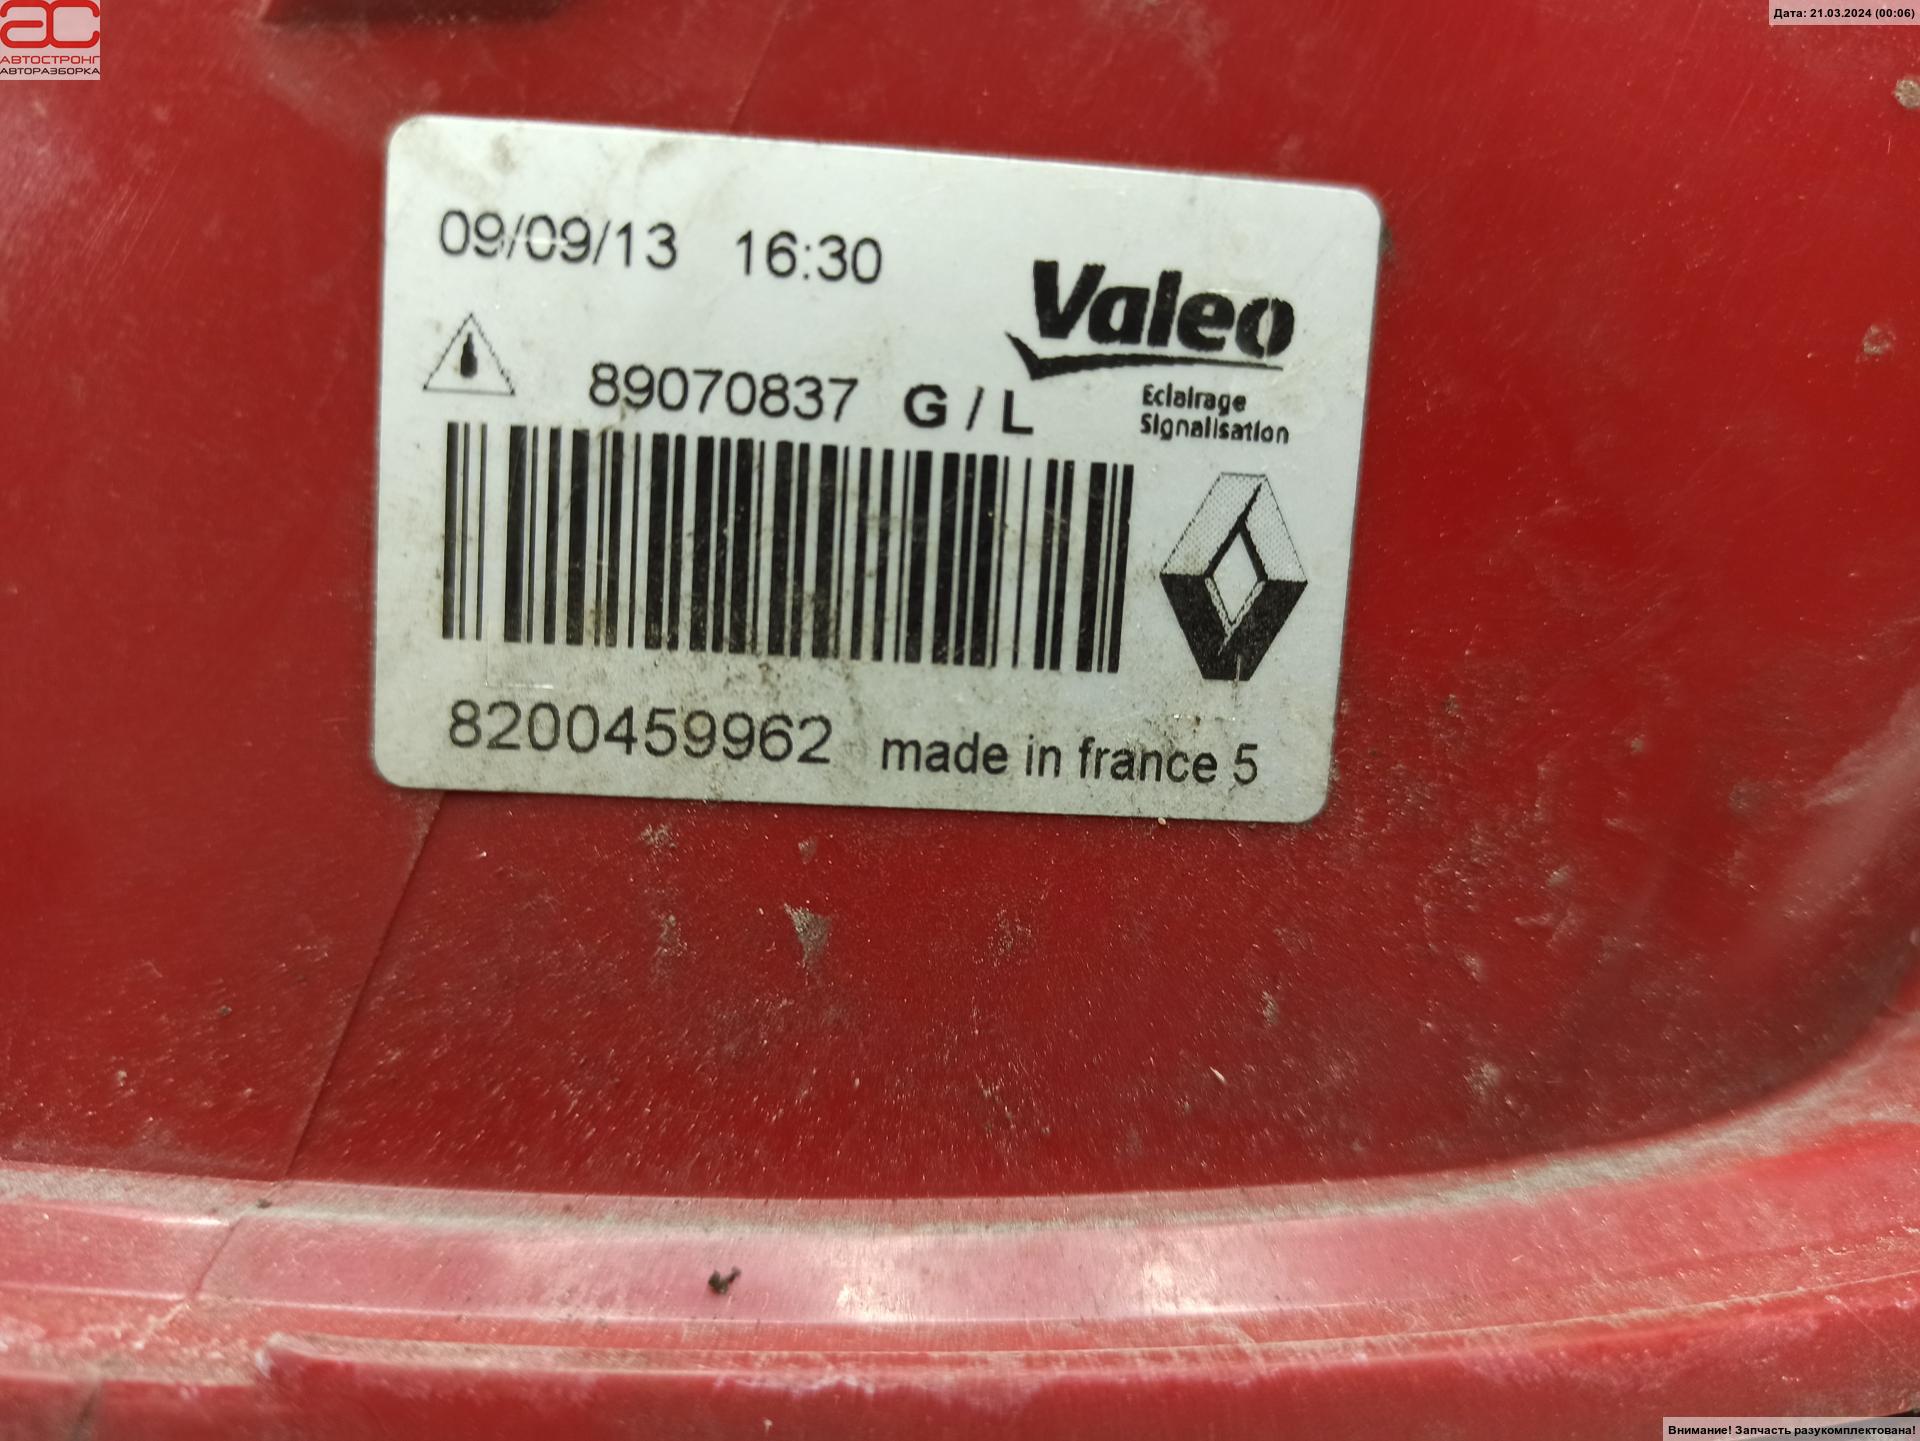 АС
АВТОСТРОНГ
АВТОРАЗБОРКА
Дата: 21.03.2024 (00:06)
09/09/13 16:30
Valeo
89070837 G / L
Eclairage
Signalisation
8200459962 made in france 5
Внимание! Запчасть разукомплектована!